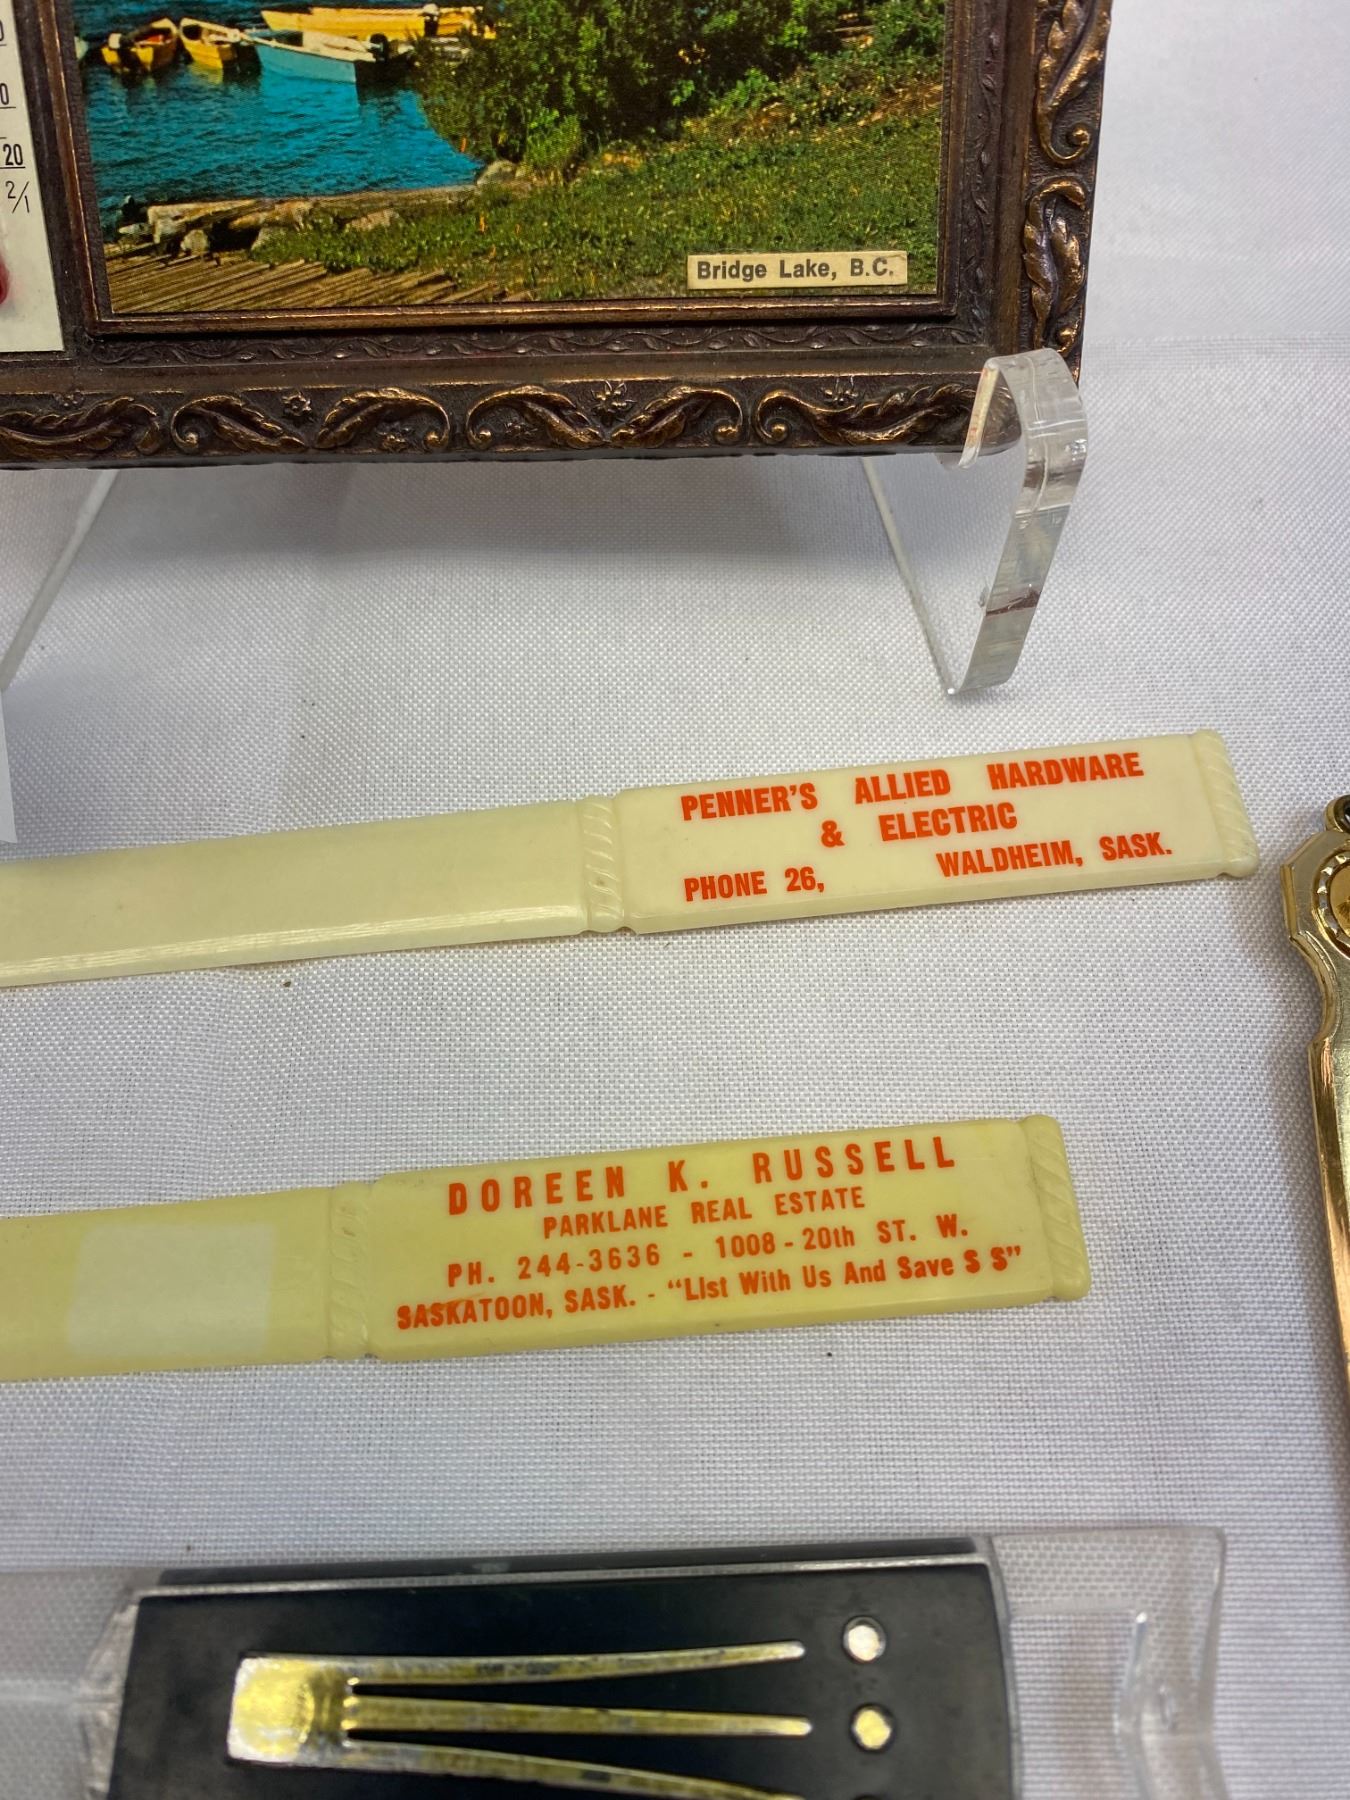 20
2/1
Bridge Lake, B.C.
PENNER'S ALLIED HARDWARE
& ELECTRIC
PHONE 26, WALDHEIM, SASK.
DOREEN K. RUSSELL
PARKLANE REAL ESTATE
PH. 244-3636 - 1008-20th ST. W.
SASKATOON, SASK. - "LIst With Us And Save $ $"